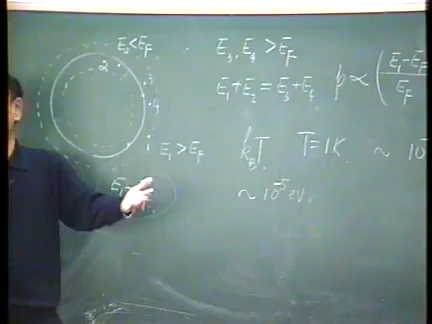 E₂<E_F
E₃, E₄ > E_F
2
3
4
1
E₁+E₂=E₃+E₄
p ∝ (E₁-E_F
E_F
E₁ > E_F
k_BT T=1K ~ 10
E₁-
~10⁻⁵ eV.